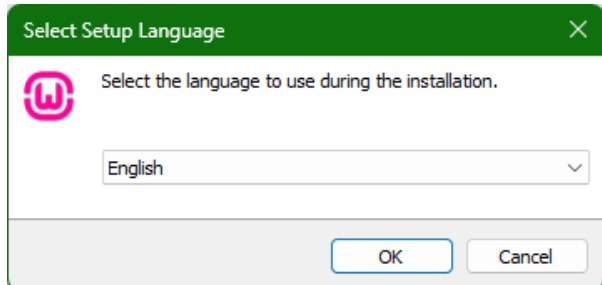 Select Setup Language
Select the language to use during the installation.
English
OK
Cancel